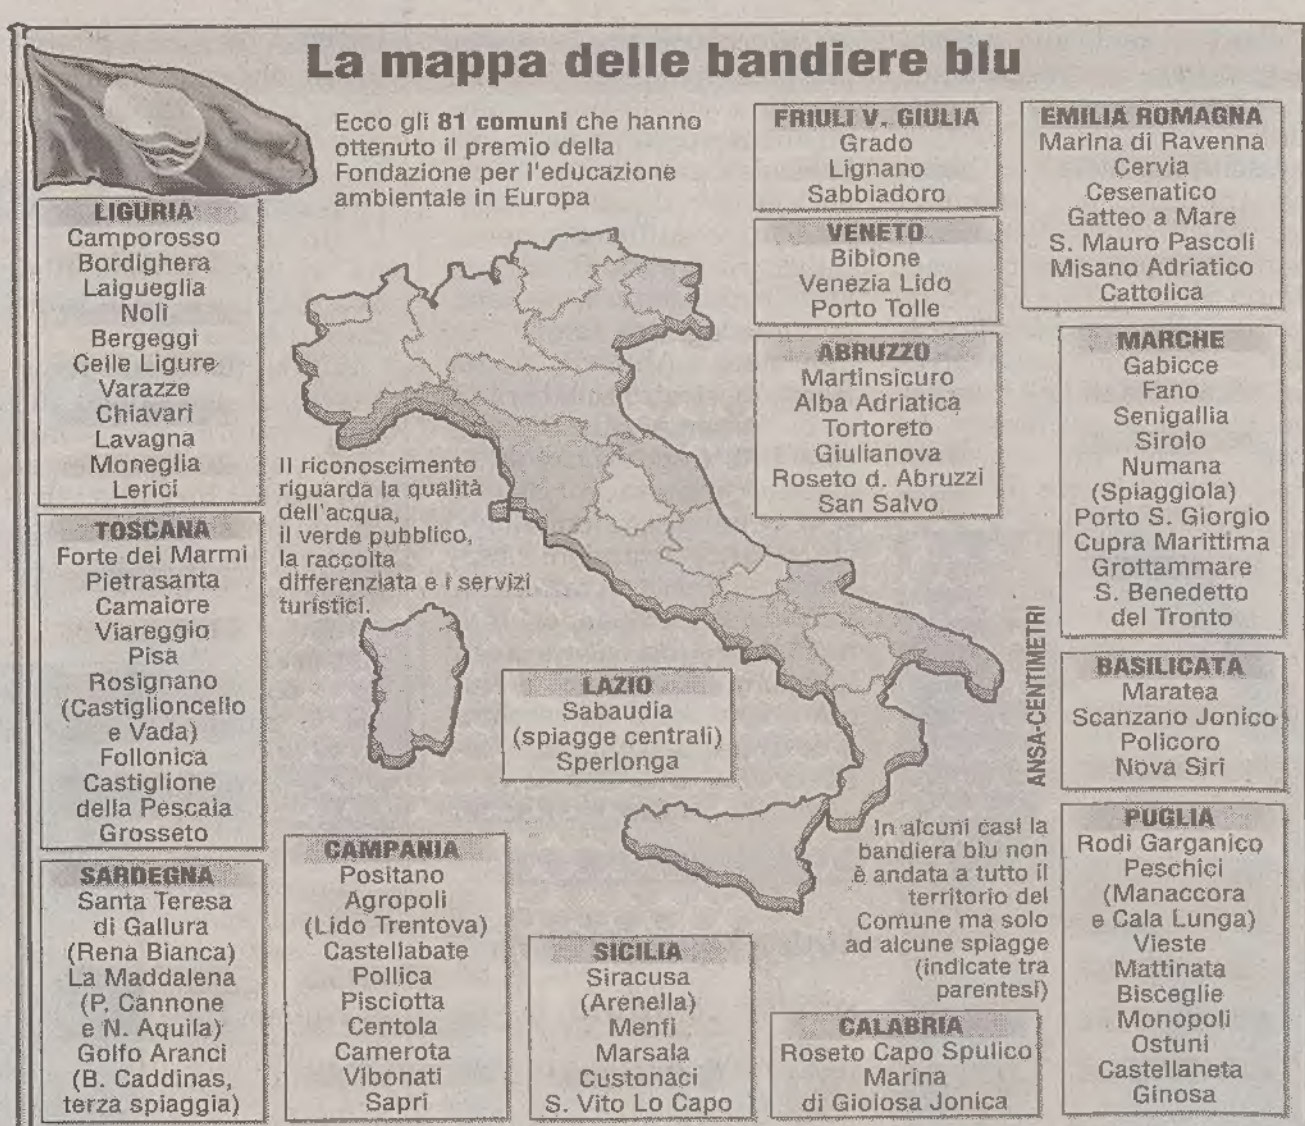 La mappa delle bandiere blu
Ecco gli 81 comuni che hanno
ottenuto il premio della
Fondazione per l'educazione
ambientale in Europa
LIGURIA
Camporosso
Bordighera
Laigueglia
Noli
Bergeggi
Celle Ligure
Varazze
Chiavari
Lavagna
Moneglia
Lerici
TOSCANA
Forte dei Marmi
Pietrasanta
Camaiore
Viareggio
Pisa
Rosignano
(Castiglioncello
e Vada)
Follonica
Castiglione
della Pescaia
Grosseto
SARDEGNA
Santa Teresa
di Gallura
(Rena Bianca)
La Maddalena
(P. Cannone
e N. Aquila)
Golfo Aranci
(B. Caddinas,
terza spiaggia)
Il riconoscimento
riguarda la qualità
dell'acqua,
il verde pubblico,
la raccolta
differenziata e i servizi
turistici.
LAZIO
Sabaudia
(spiagge centrali)
Sperlonga
CAMPANIA
Positano
Agropoli
(Lido Trentova)
Castellabate
Pollica
Pisciotta
Centola
Camerota
Vibonati
Sapri
SICILIA
Siracusa
(Arenella)
Menfi
Marsala
Custonaci
S. Vito Lo Capo
FRIULI V. GIULIA
Grado
Lignano
Sabbiadoro
VENETO
Bibione
Venezia Lido
Porto Tolle
ABRUZZO
Martinsicuro
Alba Adriatica
Tortoreto
Giulianova
Roseto d. Abruzzi
San Salvo
In alcuni casi la
bandiera blu non
è andata a tutto il
territorio del
Comune ma solo
ad alcune spiagge
(indicate tra
parentesi)
CALABRIA
Roseto Capo Spulico
Marina
di Gioiosa Jonica
EMILIA ROMAGNA
Marina di Ravenna
Cervia
Cesenatico
Gatteo a Mare
S. Mauro Pascoli
Misano Adriatico
Cattolica
MARCHE
Gabicce
Fano
Senigallia
Sirolo
Numana
(Spiaggiola)
Porto S. Giorgio
Cupra Marittima
Grottammare
S. Benedetto
del Tronto
ANSA-CENTIMETRI
BASILICATA
Maratea
Scanzano Jonico
Policoro
Nova Siri
PUGLIA
Rodi Garganico
Peschici
(Manaccora
e Cala Lunga)
Vieste
Mattinata
Bisceglie
Monopoli
Ostuni
Castellaneta
Ginosa